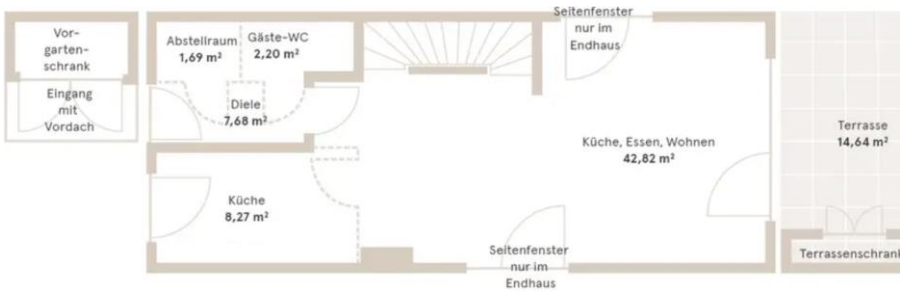 Vor-
garten-
schrank
Eingang
mit
Vordach
Abstellraum
1,69 m²
Gäste-WC
2,20 m²
Diele
7,68 m²
Küche
8,27 m²
Seitenfenster
nur im
Endhaus
Küche, Essen, Wohnen
42,82 m²
Seitenfenster
nur im
Endhaus
Terrasse
14,64 m²
Terrassenschrank